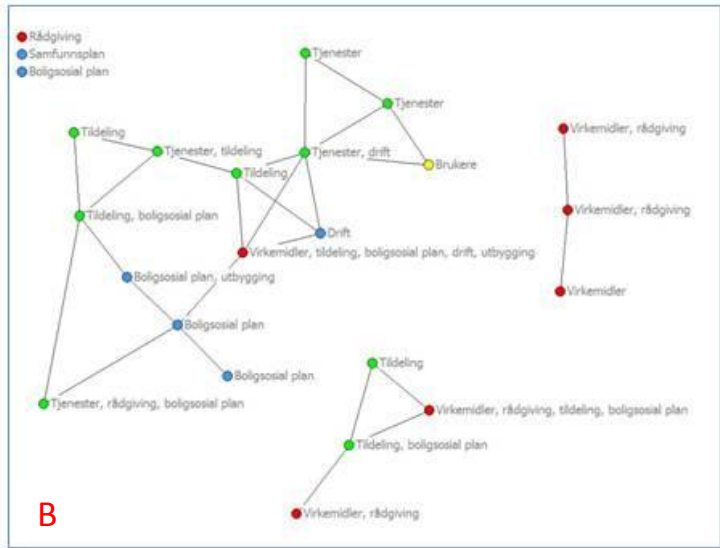 Rådgiving
Samfunnsplan
Boligsosial plan
Tjenester
Tjenester
Tildeling
Tjenester, tildeling
Tildeling
Tjenester, drift
Brukere
Virkemidler, rådgiving
Tildeling, boligsosial plan
Virkemidler, rådgiving
Drift
Virkemidler, tildeling, boligsosial plan, drift, utbygging
Boligsosial plan, utbygging
Virkemidler
Boligsosial plan
Tildeling
Boligsosial plan
Tjenester, rådgiving, boligsosial plan
Virkemidler, rådgiving, tildeling, boligsosial plan
Tildeling, boligsosial plan
Virkemidler, rådgiving
B